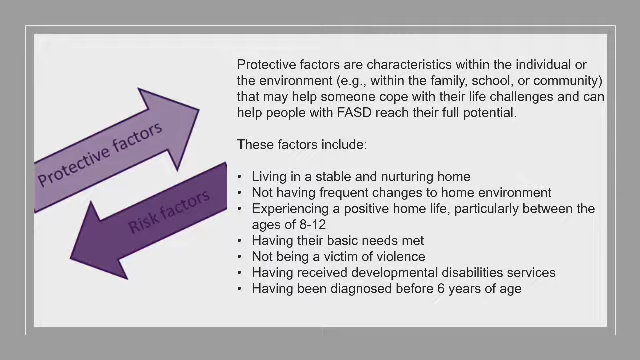 Protective factors
Risk factors
Protective factors are characteristics within the individual or
the environment (e.g., within the family, school, or community)
that may help someone cope with their life challenges and can
help people with FASD reach their full potential.
These factors include:
• Living in a stable and nurturing home
• Not having frequent changes to home environment
• Experiencing a positive home life, particularly between the
ages of 8-12
• Having their basic needs met
• Not being a victim of violence
• Having received developmental disabilities services
• Having been diagnosed before 6 years of age